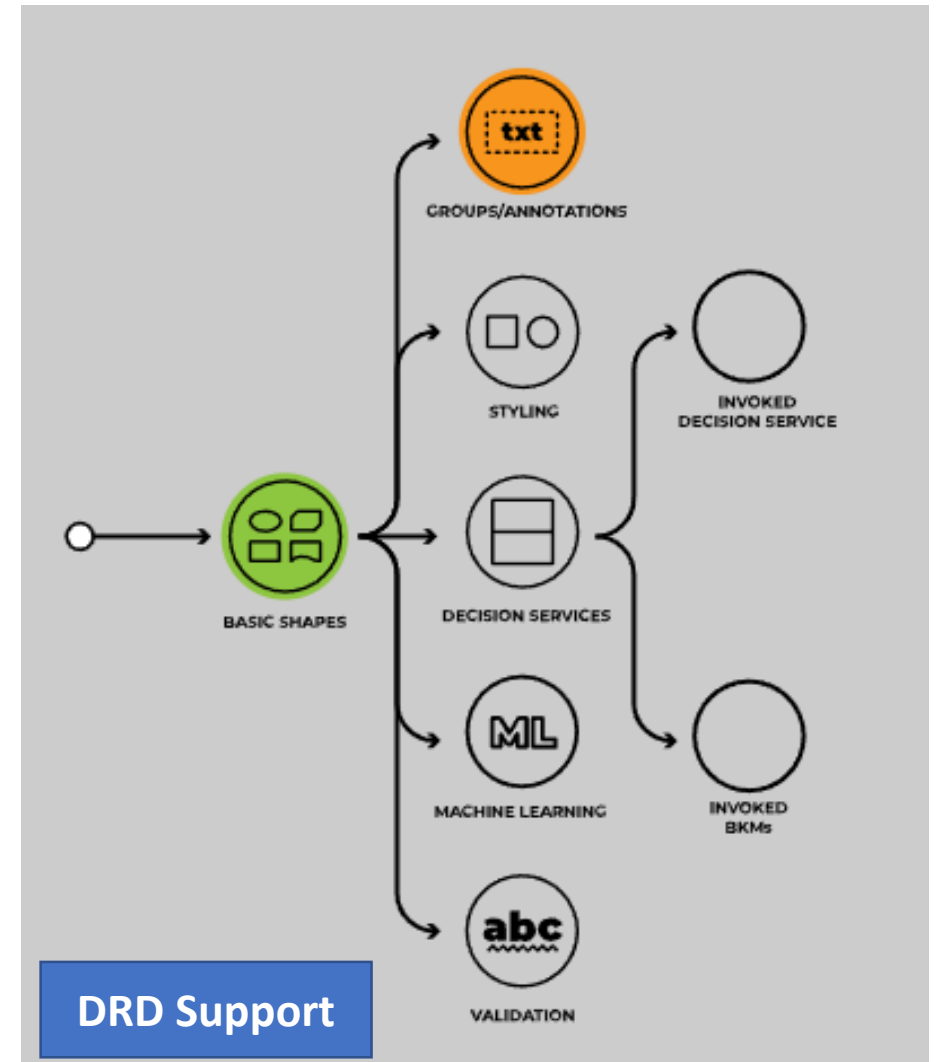 txt
GROUPS/ANNOTATIONS
STYLING
INVOKED
DECISION SERVICE
BASIC SHAPES
DECISION SERVICES
ML
MACHINE LEARNING
INVOKED
BKMs
abc
VALIDATION
DRD Support